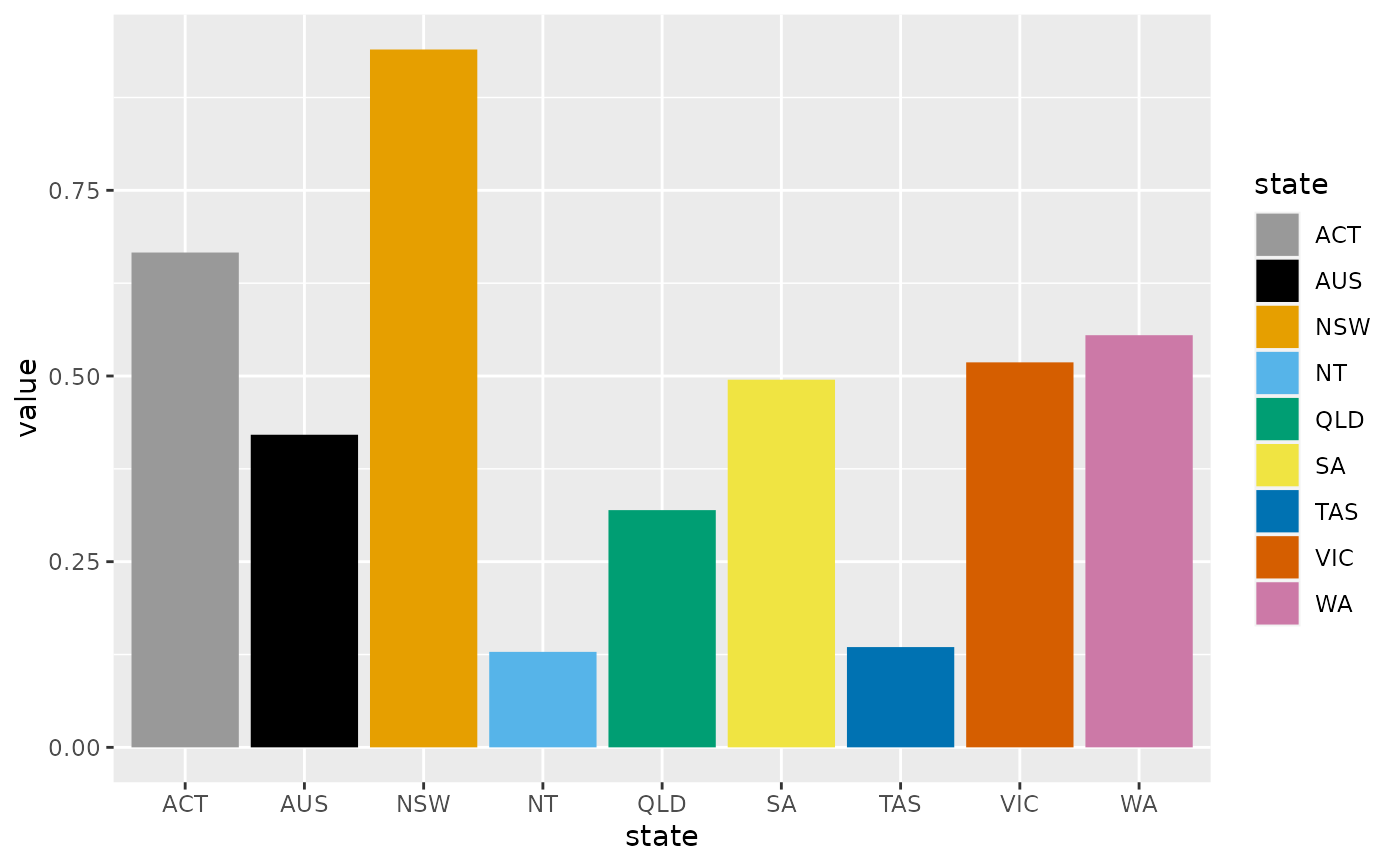 value
0.75
0.50
0.25
0.00
ACT AUS NSW NT QLD SA TAS VIC WA
state
state
ACT
AUS
NSW
NT
QLD
SA
TAS
VIC
WA